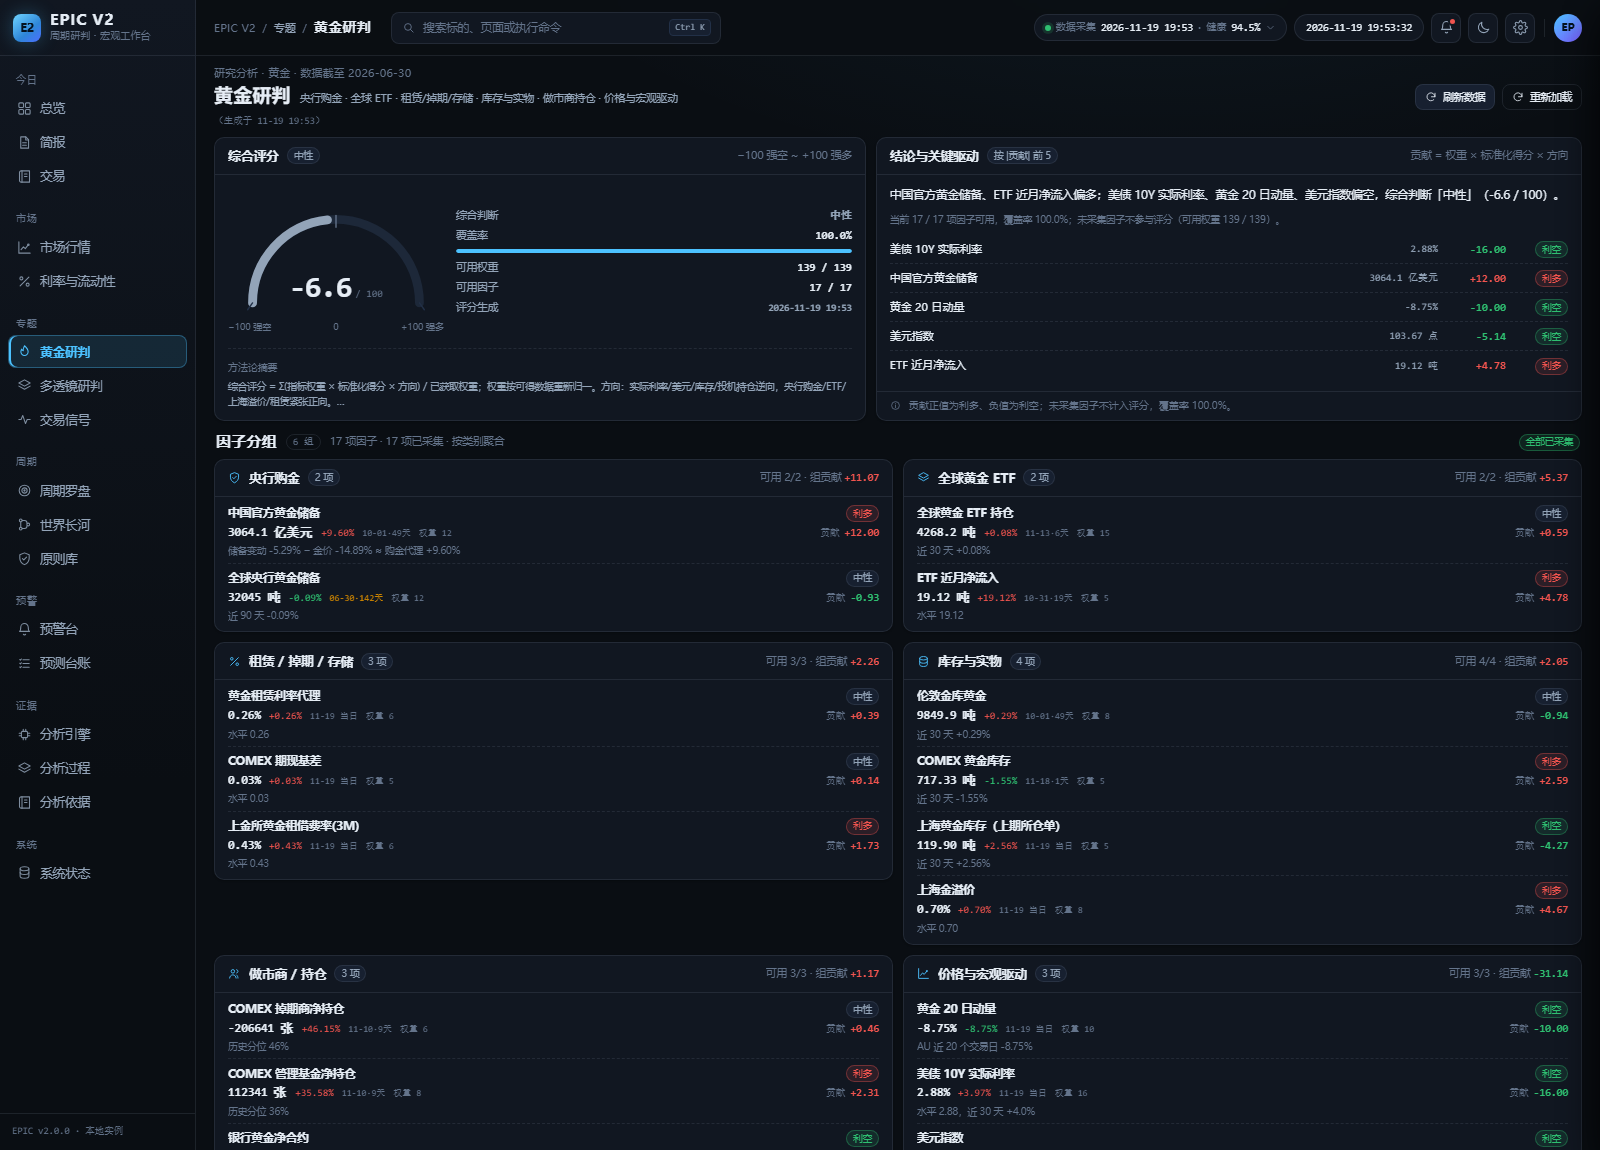 E2 EPIC V2
周期研判 · 宏观工作台
EPIC V2 / 专题 / 黄金研判
搜索标的、页面或执行命令 Ctrl K
数据采集 2026-11-19 19:53 · 健康 94.5%
2026-11-19 19:53:32
EP
今日
总览
简报
交易
市场
市场行情
利率与流动性
专题
黄金研判
多透镜研判
交易信号
周期
周期罗盘
世界长河
原则库
预警
预警台
预测台账
证据
分析引擎
分析过程
分析依据
系统
系统状态
EPIC v2.0.0 · 本地实例
研究分析 · 黄金 · 数据截至 2026-06-30
黄金研判 央行购金 · 全球 ETF · 租赁/掉期/存储 · 库存与实物 · 做市商持仓 · 价格与宏观驱动
（生成于 11-19 19:53）
刷新数据
重新加载
综合评分 中性 −100 强空 ~ +100 强多
-6.6 / 100
−100 强空 0 +100 强多
综合判断 中性
覆盖率 100.0%
可用权重 139 / 139
可用因子 17 / 17
评分生成 2026-11-19 19:53
方法论摘要
综合评分 = Σ(指标权重 × 标准化得分 × 方向) / 已获取权重；权重按可得数据重新归一。方向：实际利率/美元/库存/投机持仓逆向，央行购金/ETF/
上海溢价/租赁紧张正向。…
结论与关键驱动 按 |贡献| 前 5 贡献 = 权重 × 标准化得分 × 方向
中国官方黄金储备、ETF 近月净流入偏多；美债 10Y 实际利率、黄金 20 日动量、美元指数偏空，综合判断「中性」（-6.6 / 100）。
当前 17 / 17 项因子可用，覆盖率 100.0%；未采集因子不参与评分（可用权重 139 / 139）。
美债 10Y 实际利率 2.88% -16.00 利空
中国官方黄金储备 3064.1 亿美元 +12.00 利多
黄金 20 日动量 -8.75% -10.00 利空
美元指数 103.67 点 -5.14 利空
ETF 近月净流入 19.12 吨 +4.78 利多
贡献正值为利多、负值为利空；未采集因子不计入评分，覆盖率 100.0%。
因子分组 6 组 17 项因子 · 17 项已采集 · 按类别聚合 全部已采集
央行购金 2 项 可用 2/2 · 组贡献 +11.07
中国官方黄金储备 利多
3064.1 亿美元 +9.60% 10-01·49天 权重 12 贡献 +12.00
储备变动 -5.29% − 金价 -14.89% ≈ 购金代理 +9.60%
全球央行黄金储备 中性
32045 吨 -0.09% 06-30·142天 权重 12 贡献 -0.93
近 90 天 -0.09%
全球黄金 ETF 2 项 可用 2/2 · 组贡献 +5.37
全球黄金 ETF 持仓 中性
4268.2 吨 +0.08% 11-13·6天 权重 15 贡献 +0.59
近 30 天 +0.08%
ETF 近月净流入 利多
19.12 吨 +19.12% 10-31·19天 权重 5 贡献 +4.78
水平 19.12
租赁 / 掉期 / 存储 3 项 可用 3/3 · 组贡献 +2.26
黄金租赁利率代理 中性
0.26% +0.26% 11-19 当日 权重 6 贡献 +0.39
水平 0.26
COMEX 期现基差 中性
0.03% +0.03% 11-19 当日 权重 5 贡献 +0.14
水平 0.03
上金所黄金租借费率(3M) 利多
0.43% +0.43% 11-19 当日 权重 6 贡献 +1.73
水平 0.43
库存与实物 4 项 可用 4/4 · 组贡献 +2.05
伦敦金库黄金 中性
9849.9 吨 +0.29% 10-01·49天 权重 8 贡献 -0.94
近 30 天 +0.29%
COMEX 黄金库存 利多
717.33 吨 -1.55% 11-18·1天 权重 5 贡献 +2.59
近 30 天 -1.55%
上海黄金库存（上期所仓单） 利空
119.90 吨 +2.56% 11-19 当日 权重 5 贡献 -4.27
近 30 天 +2.56%
上海金溢价 利多
0.70% +0.70% 11-19 当日 权重 8 贡献 +4.67
水平 0.70
做市商 / 持仓 3 项 可用 3/3 · 组贡献 +1.17
COMEX 掉期商净持仓 中性
-206641 张 +46.15% 11-10·9天 权重 6 贡献 +0.46
历史分位 46%
COMEX 管理基金净持仓 利多
112341 张 +35.58% 11-10·9天 权重 8 贡献 +2.31
历史分位 36%
银行黄金净合约 利空
价格与宏观驱动 3 项 可用 3/3 · 组贡献 -31.14
黄金 20 日动量 利空
-8.75% -8.75% 11-19 当日 权重 10 贡献 -10.00
AU 近 20 个交易日 -8.75%
美债 10Y 实际利率 利空
2.88% +3.97% 11-19 当日 权重 16 贡献 -16.00
水平 2.88，近 30 天 +4.0%
美元指数 利空